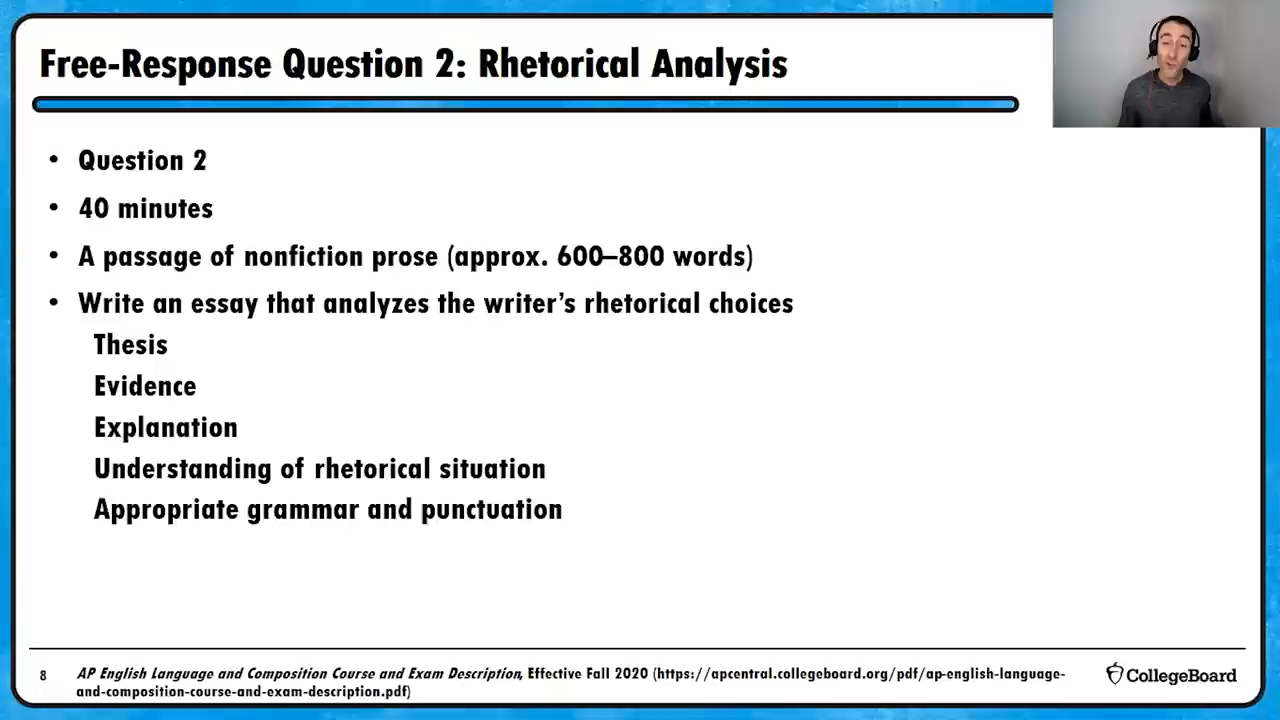 Free-Response Question 2: Rhetorical Analysis
• Question 2
• 40 minutes
• A passage of nonfiction prose (approx. 600–800 words)
• Write an essay that analyzes the writer's rhetorical choices
Thesis
Evidence
Explanation
Understanding of rhetorical situation
Appropriate grammar and punctuation
8
AP English Language and Composition Course and Exam Description, Effective Fall 2020 (https://apcentral.collegeboard.org/pdf/ap-english-language-
and-composition-course-and-exam-description.pdf)
CollegeBoard